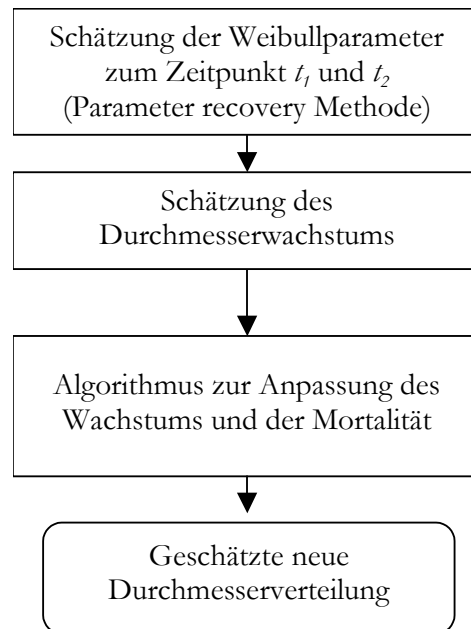 Schätzung der Weibullparameter
zum Zeitpunkt t₁ und t₂
(Parameter recovery Methode)
Schätzung des
Durchmesserwachstums
Algorithmus zur Anpassung des
Wachstums und der Mortalität
Geschätzte neue
Durchmesserverteilung